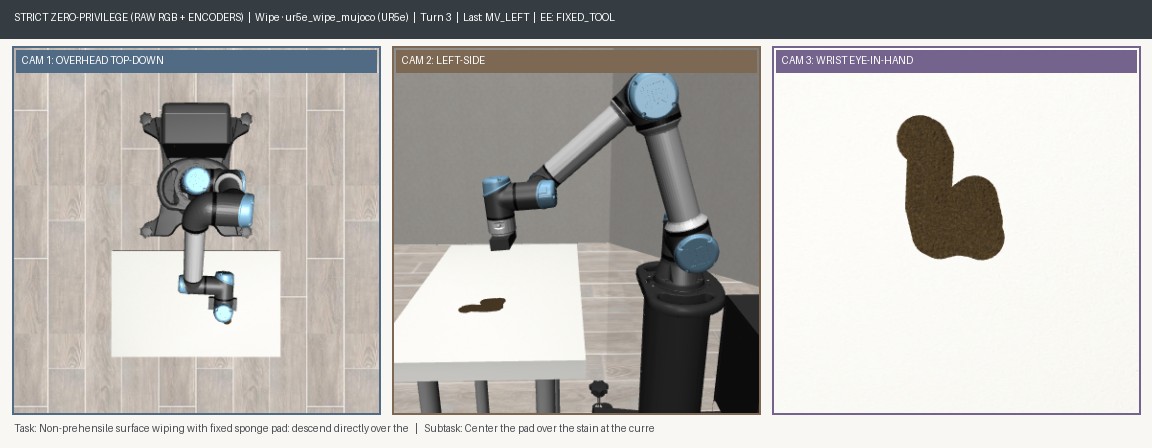 STRICT ZERO-PRIVILEGE (RAW RGB + ENCODERS) | Wipe · ur5e_wipe_mujoco (UR5e) | Turn 3 | Last MV_LEFT | EE: FIXED_TOOL
CAM 1: OVERHEAD TOP-DOWN
CAM 2: LEFT-SIDE
CAM 3: WRIST EYE-IN-HAND
Task: Non-prehensile surface wiping with fixed sponge pad: descend directly over the | Subtask: Center the pad over the stain at the curre